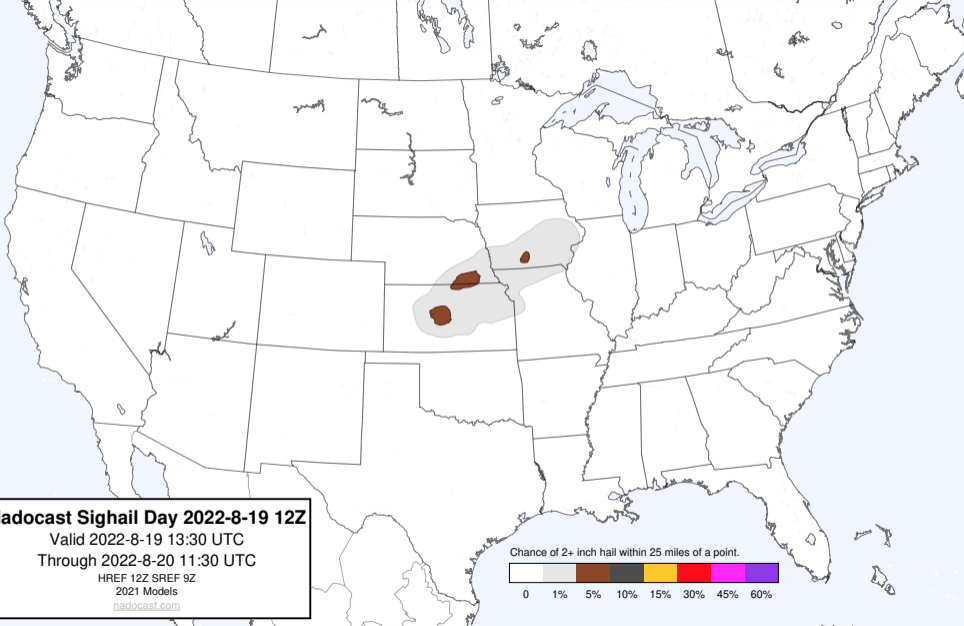 adocast Sighail Day 2022-8-19 12Z
Valid 2022-8-19 13:30 UTC
Through 2022-8-20 11:30 UTC
HREF 12Z SREF 9Z
2021 Models
nadocast.com
Chance of 2+ inch hail within 25 miles of a point.
0 1% 5% 10% 15% 30% 45% 60%